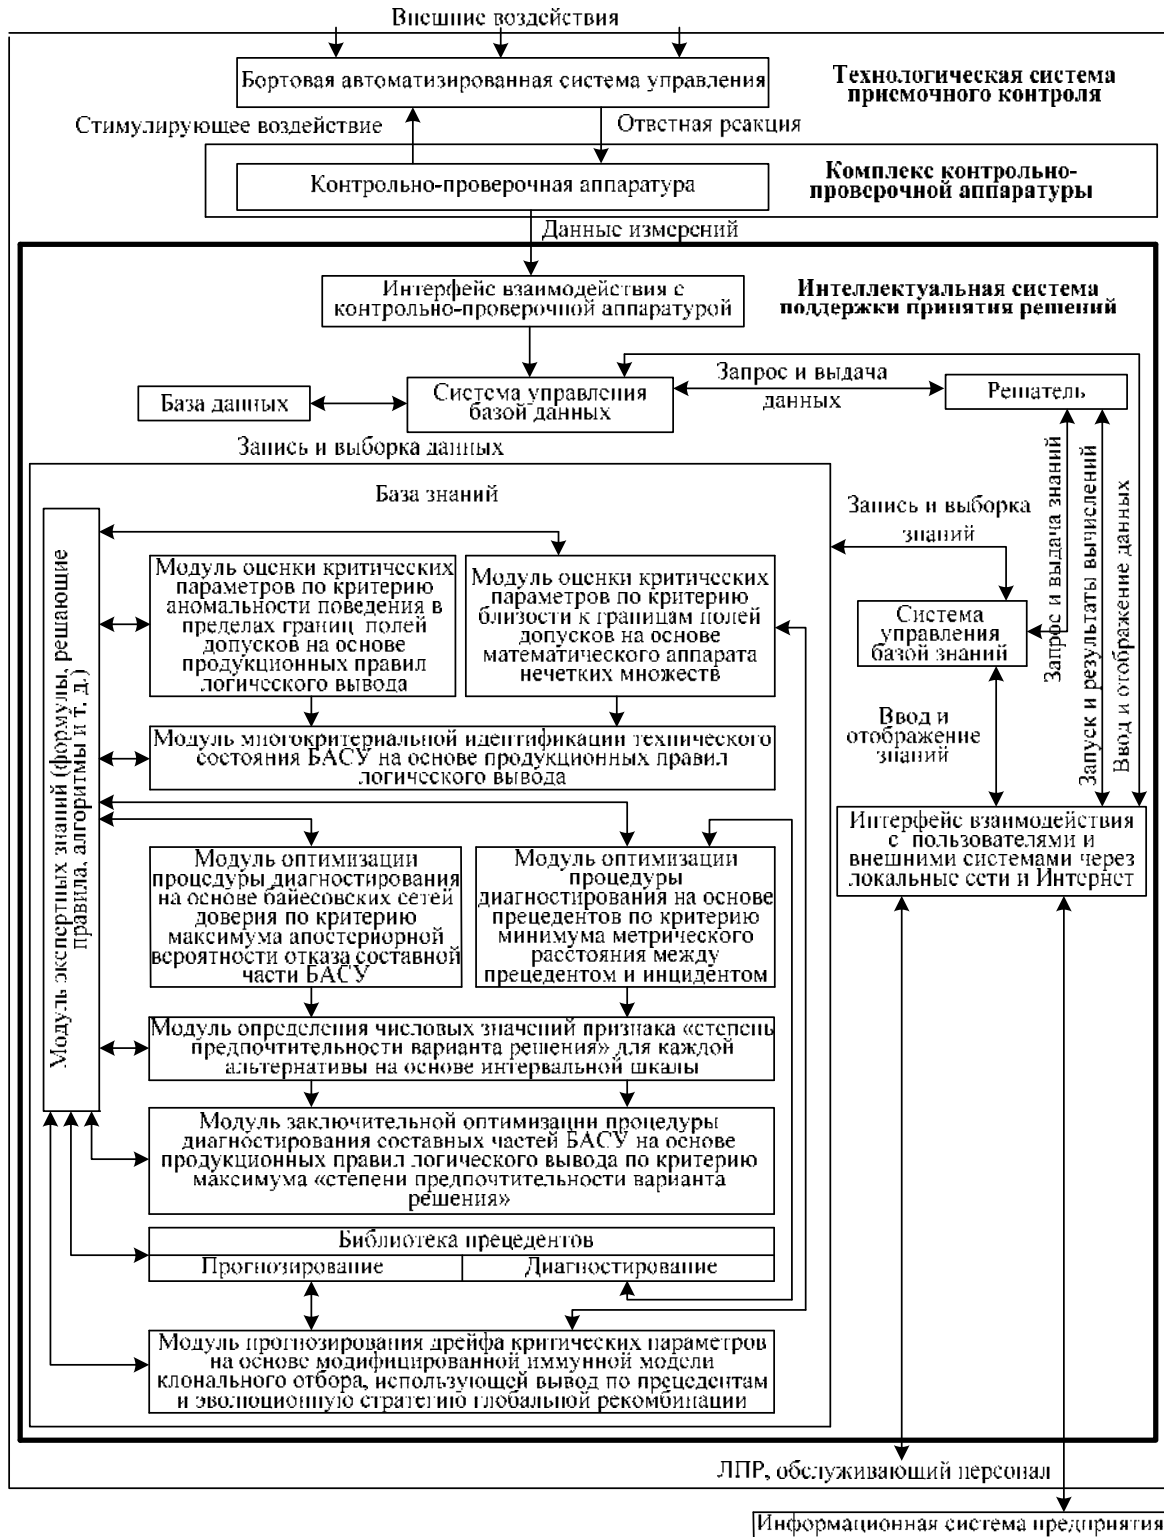 Внешние воздействия
Бортовая автоматизированная система управления
Технологическая система
приемочного контроля
Стимулирующее воздействие
Ответная реакция
Контрольно-проверочная аппаратура
Комплекс контрольно-
проверочной аппаратуры
Данные измерений
Интерфейс взаимодействия с
контрольно-проверочной аппаратурой
Интеллектуальная система
поддержки принятия решений
База данных
Система управления
базой данных
Запрос и выдача
данных
Решатель
Запись и выборка данных
База знаний
Модуль экспертных знаний (формулы, решающие
правила, алгоритмы и т. д.)
Модуль оценки критических
параметров по критерию
аномальности поведения в
пределах границ полей
допусков на основе
продукционных правил
логического вывода
Модуль оценки критических
параметров по критерию
близости к границам полей
допусков на основе
математического аппарата
нечетких множеств
Запись и выборка
знаний
Система
управления
базой знаний
Запрос и выдача знаний
Запуск и результаты вычислений
Ввод и отображение данных
Модуль многокритериальной идентификации технического
состояния БАСУ на основе продукционных правил
логического вывода
Ввод и
отображение
знаний
Модуль оптимизации
процедуры диагностирования
на основе байесовских сетей
доверия по критерию
максимума апостериорной
вероятности отказа составной
части БАСУ
Модуль оптимизации
процедуры
диагностирования на основе
прецедентов по критерию
минимума метрического
расстояния между
прецедентом и инцидентом
Интерфейс взаимодействия
с пользователями и
внешними системами через
локальные сети и Интернет
Модуль определения числовых значений признака «степень
предпочтительности варианта решения» для каждой
альтернативы на основе интервальной шкалы
Модуль заключительной оптимизации процедуры
диагностирования составных частей БАСУ на основе
продукционных правил логического вывода по критерию
максимума «степени предпочтительности варианта
решения»
Библиотека прецедентов
Прогнозирование
Диагностирование
Модуль прогнозирования дрейфа критических параметров
на основе модифицированной иммунной модели
клонального отбора, использующей вывод по прецедентам
и эволюционную стратегию глобальной рекомбинации
ЛПР, обслуживающий персонал
Информационная система предприятия